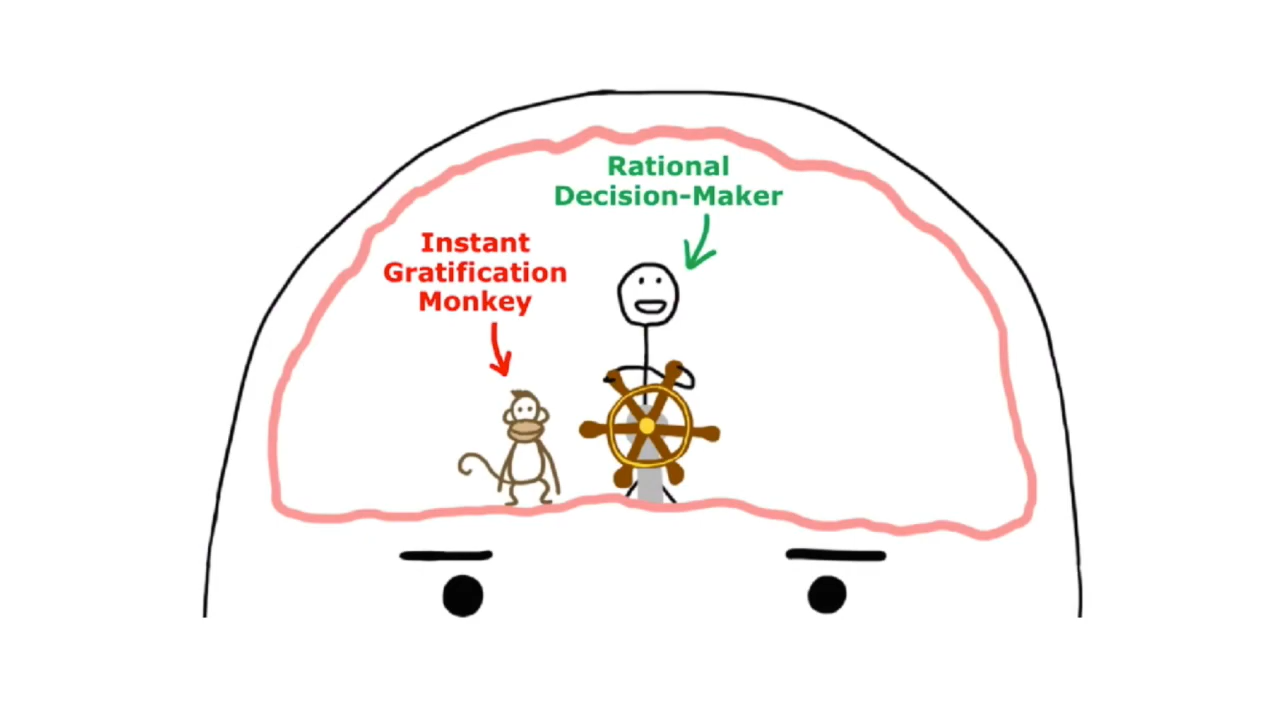 Rational
Decision-Maker
Instant
Gratification
Monkey